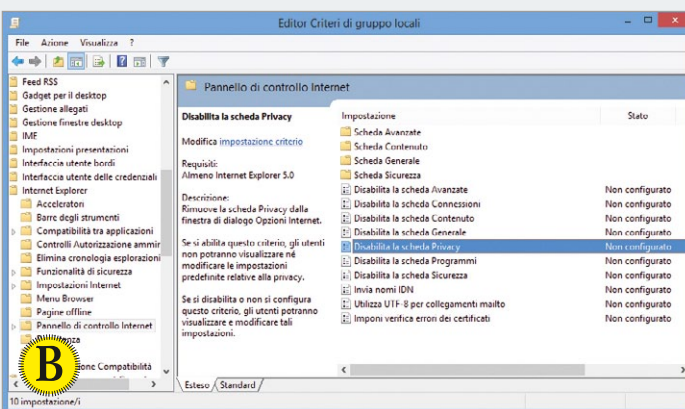 Editor Criteri di gruppo locali
File Azione Visualizza ?
Feed RSS
Gadget per il desktop
Gestione allegati
Gestione finestre desktop
IME
Impostazioni presentazioni
Interfaccia utente bordi
Interfaccia utente delle credenziali
Internet Explorer
Acceleratori
Barre degli strumenti
Compatibilità tra applicazioni
Controlli Autorizzazione ammir
Elimina cronologia esplorazioni
Funzionalità di sicurezza
Impostazioni Internet
Menu Browser
Pagine offline
Pannello di controllo Internet
enza
ione Compatibilità
B
Pannello di controllo Internet
Disabilita la scheda Privacy
Modifica impostazione criterio
Requisiti:
Almeno Internet Explorer 5.0
Descrizione:
Rimuove la scheda Privacy dalla
finestra di dialogo Opzioni Internet.
Se si abilita questo criterio, gli utenti
non potranno visualizzare né
modificare le impostazioni
predefinite relative alla privacy.
Se si disabilita o non si configura
questo criterio, gli utenti potranno
visualizzare e modificare tali
impostazioni.
Impostazione Stato
Scheda Avanzate
Scheda Contenuto
Scheda Generale
Scheda Sicurezza
Disabilita la scheda Avanzate Non configurato
Disabilita la scheda Connessioni Non configurato
Disabilita la scheda Contenuto Non configurato
Disabilita la scheda Generale Non configurato
Disabilita la scheda Privacy Non configurato
Disabilita la scheda Programmi Non configurato
Disabilita la scheda Sicurezza Non configurato
Invia nomi IDN Non configurato
Utilizza UTF-8 per collegamenti mailto Non configurato
Imponi verifica errori dei certificati Non configurato
Esteso Standard
10 impostazione/i